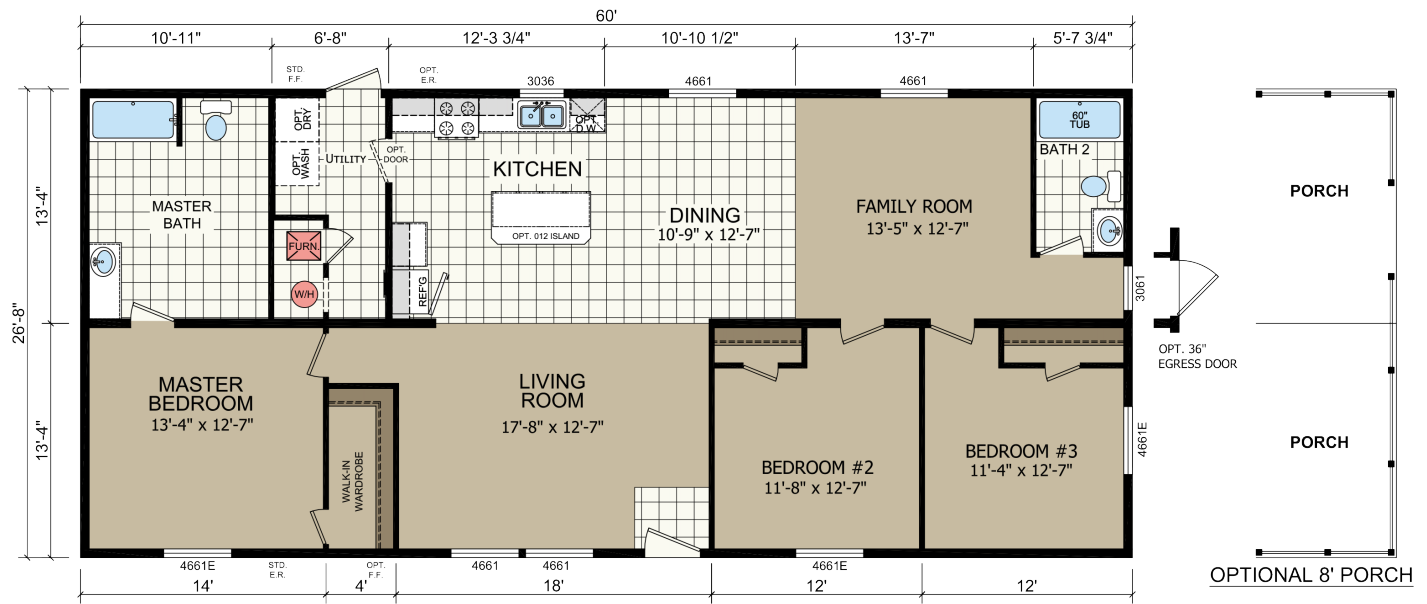 60'
10'-11"
6'-8"
12'-3 3/4"
10'-10 1/2"
13'-7"
5'-7 3/4"
STD.
F.F.
OPT.
E.R.
3036
4661
4661
26'-8"
13'-4"
13'-4"
MASTER
BATH
OPT.
DRY
OPT.
WASH
UTILITY
OPT.
DOOR
FURN.
W/H
KITCHEN
OPT.
D.W.
OPT. 012 ISLAND
REF'G
DINING
10'-9" x 12'-7"
FAMILY ROOM
13'-5" x 12'-7"
60"
TUB
BATH 2
3061
OPT. 36"
EGRESS DOOR
MASTER
BEDROOM
13'-4" x 12'-7"
WALK-IN
WARDROBE
LIVING
ROOM
17'-8" x 12'-7"
BEDROOM #2
11'-8" x 12'-7"
BEDROOM #3
11'-4" x 12'-7"
4661E
4661E
STD.
E.R.
OPT.
F.F.
4661
4661
4661E
14'
4'
18'
12'
12'
PORCH
PORCH
OPTIONAL 8' PORCH